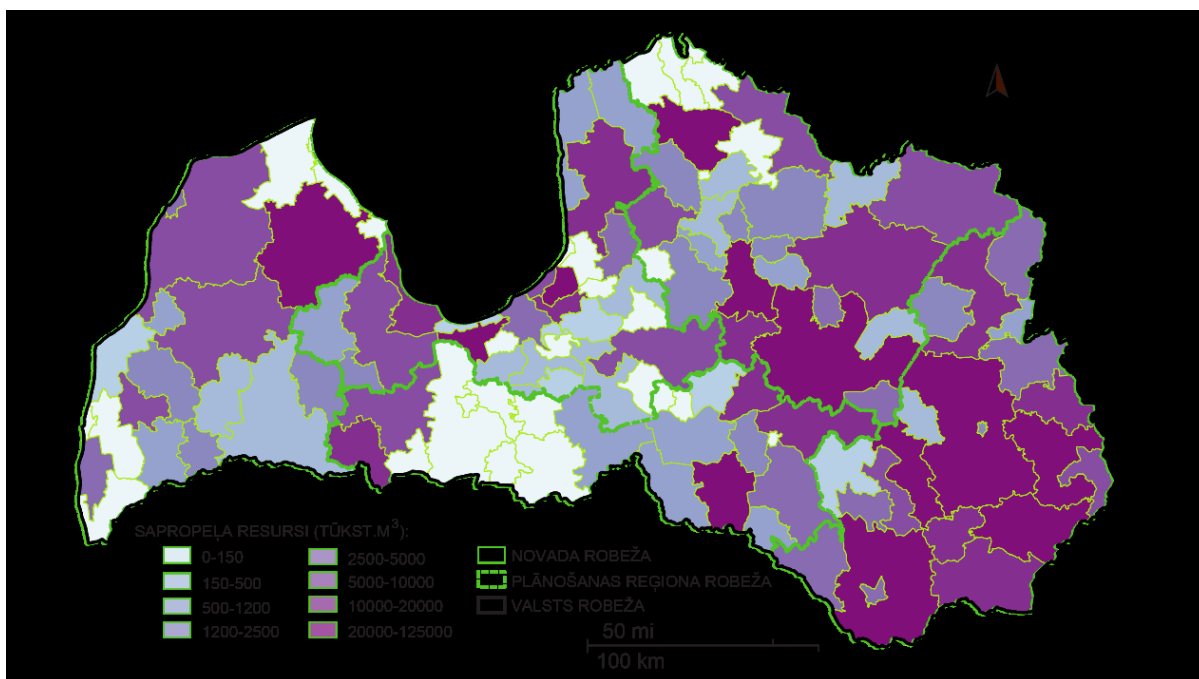 SAPROPEĻA RESURSI (TŪKST.M³):
0-150
150-500
500-1200
1200-2500
2500-5000
5000-10000
10000-20000
20000-125000
NOVADA ROBEŽA
PLĀNOŠANAS REĢIONA ROBEŽA
VALSTS ROBEŽA
50 mi
100 km